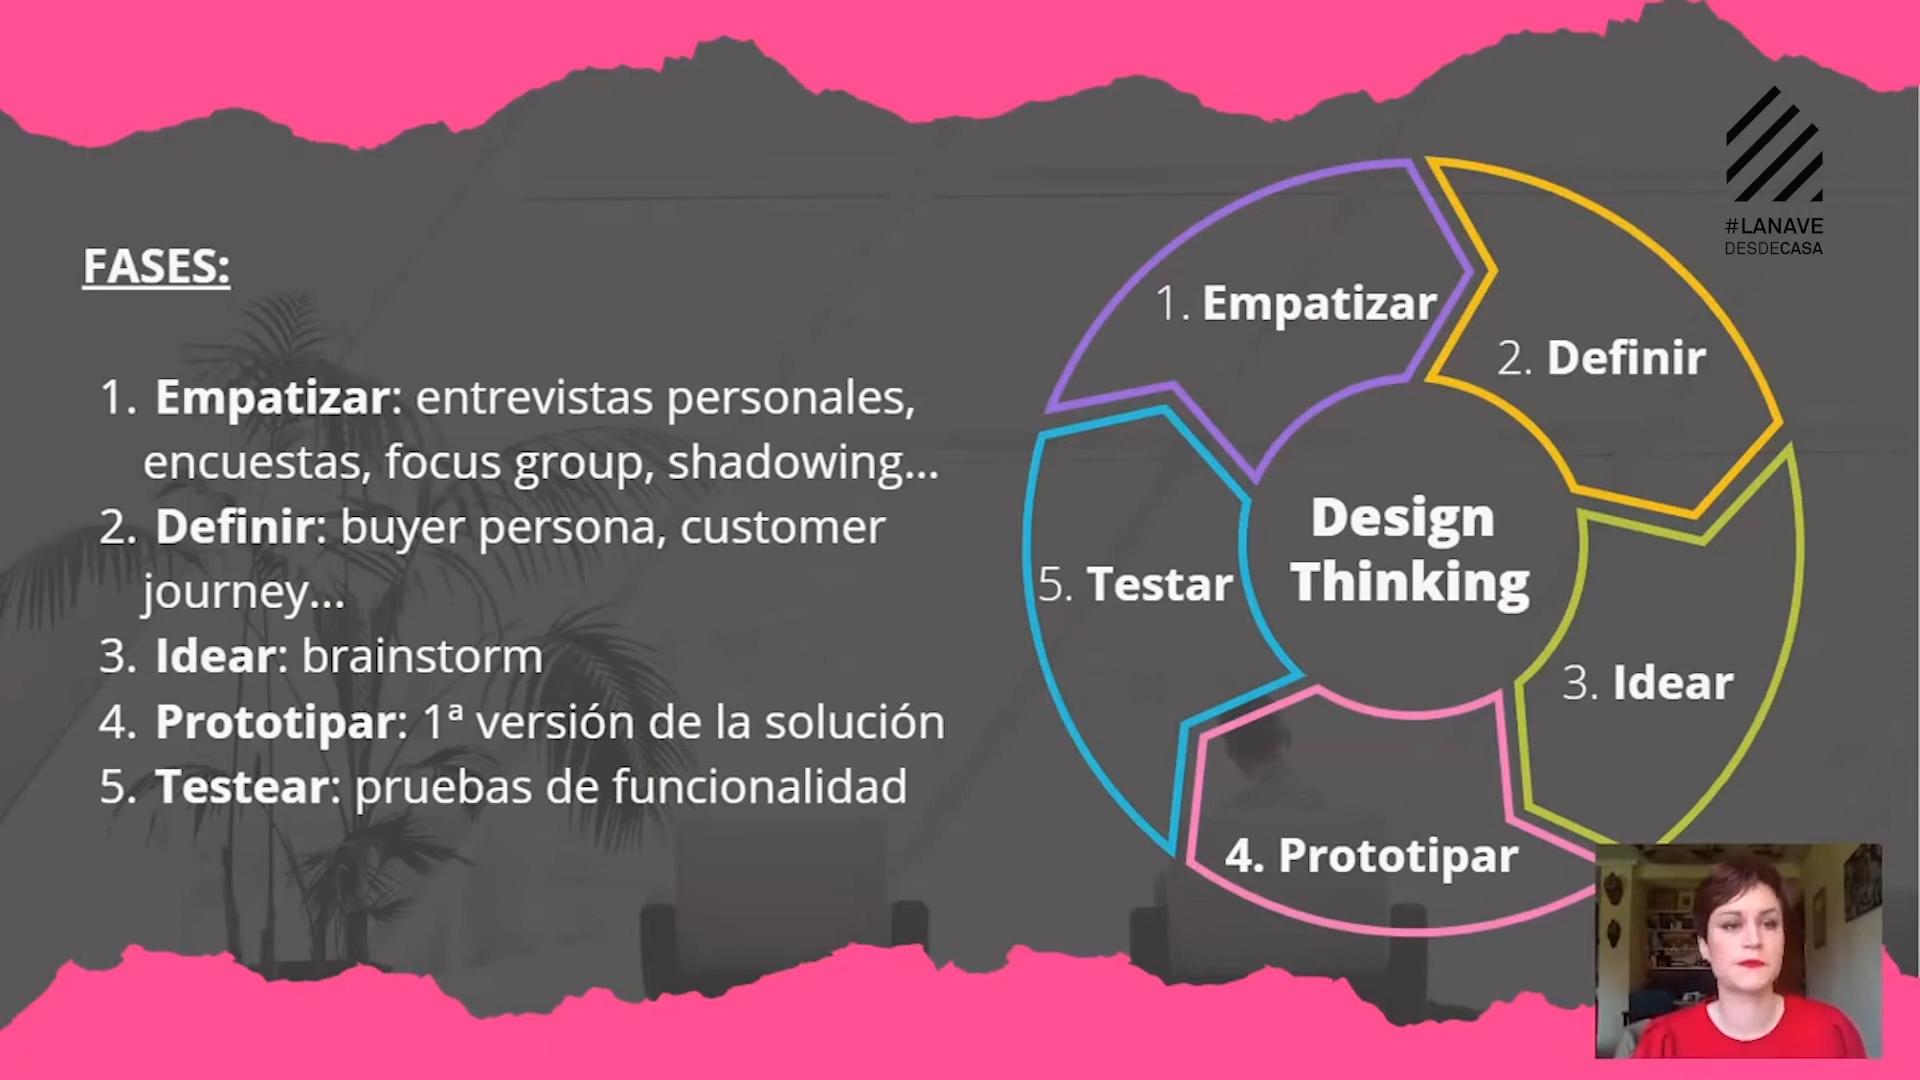 #LANAVE
DESDECASA
FASES:
1. Empatizar: entrevistas personales,
encuestas, focus group, shadowing...
2. Definir: buyer persona, customer
journey...
3. Idear: brainstorm
4. Prototipar: 1ª versión de la solución
5. Testear: pruebas de funcionalidad
1. Empatizar
2. Definir
3. Idear
4. Prototipar
5. Testar
Design
Thinking